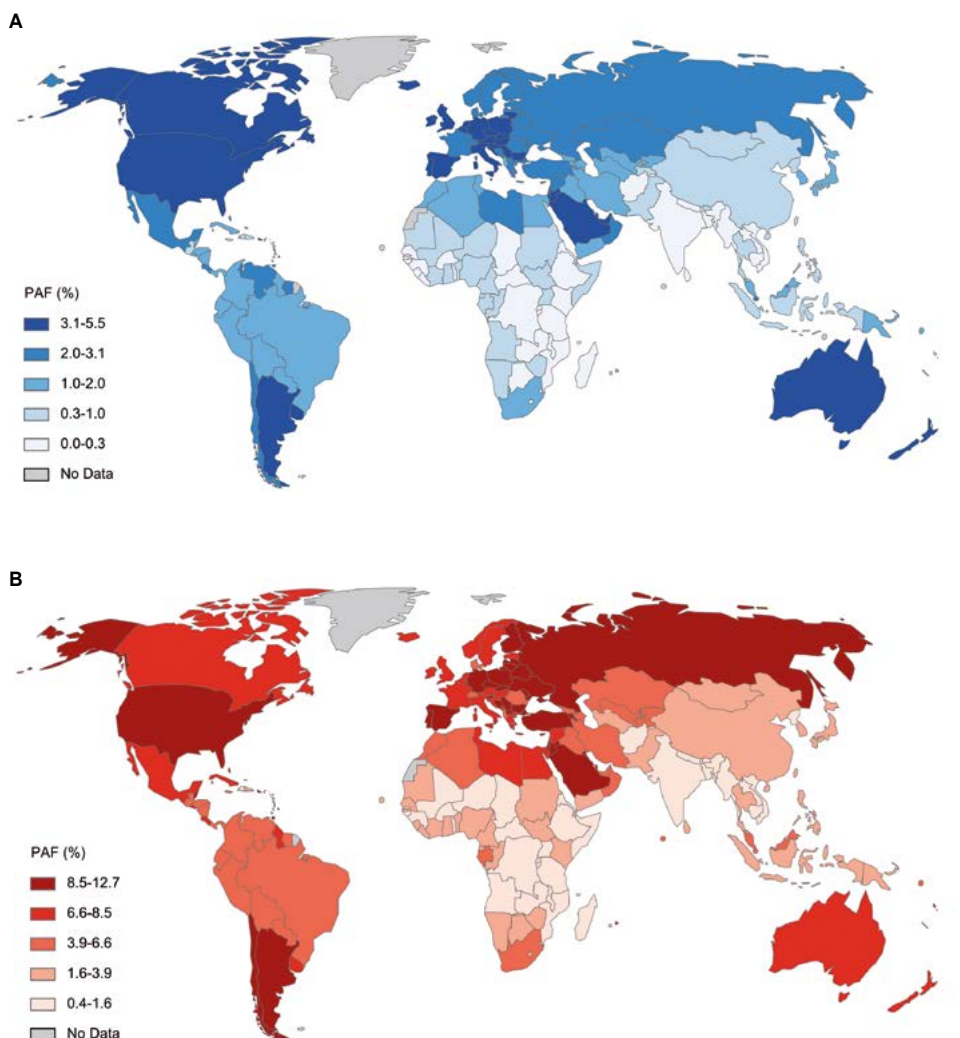 A
PAF (%)
3.1-5.5
2.0-3.1
1.0-2.0
0.3-1.0
0.0-0.3
No Data
B
PAF (%)
8.5-12.7
6.6-8.5
3.9-6.6
1.6-3.9
0.4-1.6
No Data